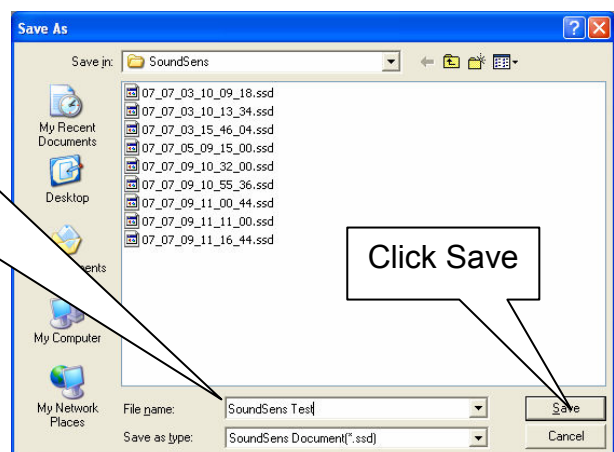 Save As
Save in:
SoundSens
My Recent
Documents
Desktop
My Computer
My Network
Places
07_07_03_10_09_18.ssd
07_07_03_10_13_34.ssd
07_07_03_15_46_04.ssd
07_07_05_09_15_00.ssd
07_07_09_10_32_00.ssd
07_07_09_10_55_36.ssd
07_07_09_11_00_44.ssd
07_07_09_11_11_00.ssd
07_07_09_11_16_44.ssd
Click Save
File name:
SoundSens Test
Save
Save as type:
SoundSens Document(*.ssd)
Cancel